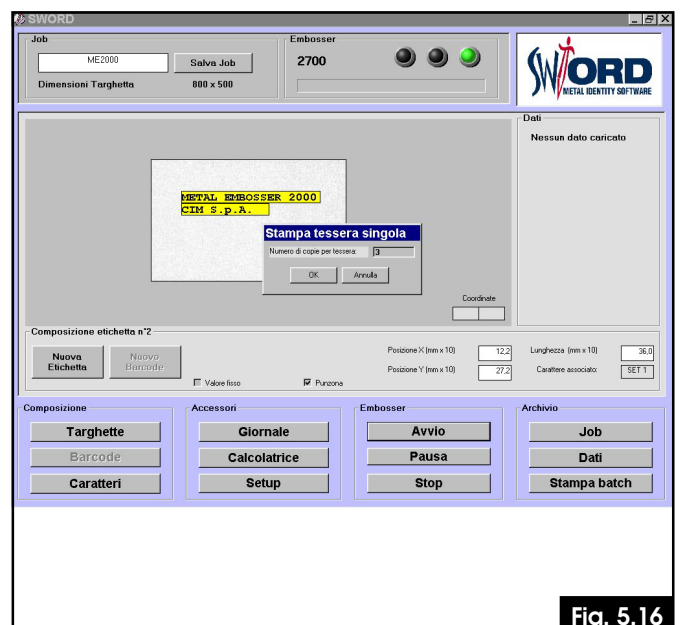 SWORD
Job
ME2000
Salva Job
Dimensioni Targhetta 800 x 500
Embosser
2700
SWORD
METAL IDENTITY SOFTWARE
METAL EMBOSSER 2000
CIM S.p.A.
Stampa tessera singola
Numero di copie per tessera: 3
OK Annulla
Coordinate
Dati
Nessun dato caricato
Composizione etichetta n°2
Nuova Etichetta
Nuovo Barcode
Valore fisso
Punzona
Posizione X (mm x 10) 12,2
Posizione Y (mm x 10) 27,2
Lunghezza (mm x 10) 36,0
Carattere associato: SET 1
Composizione
Targhette
Barcode
Caratteri
Accessori
Giornale
Calcolatrice
Setup
Embosser
Avvio
Pausa
Stop
Archivio
Job
Dati
Stampa batch
Fig. 5.16